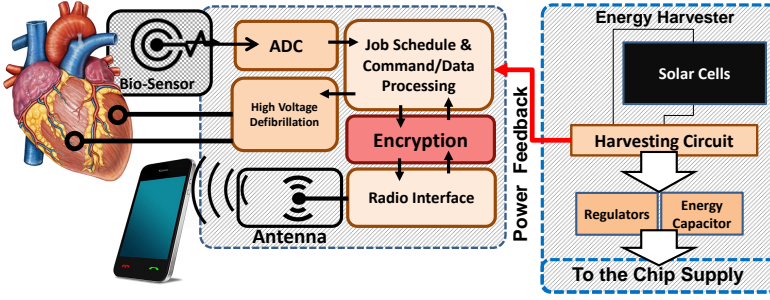 Bio-Sensor
ADC
Job Schedule &
Command/Data
Processing
High Voltage
Defibrillation
Encryption
Radio Interface
Antenna
Power Feedback
Energy Harvester
Solar Cells
Harvesting Circuit
Regulators
Energy
Capacitor
To the Chip Supply